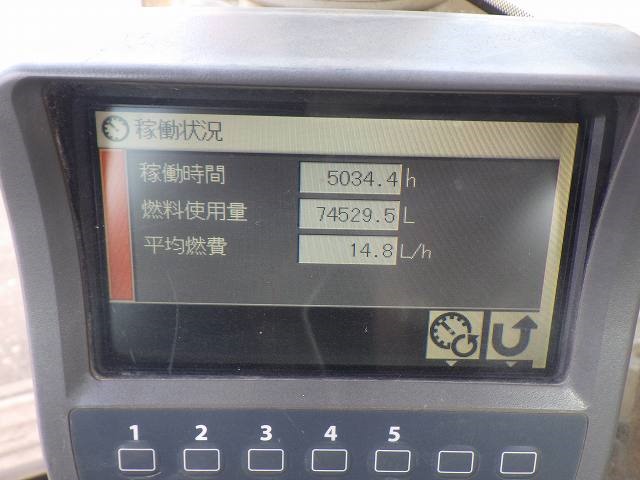 稼働状況
稼働時間 5034.4 h
燃料使用量 74529.5 L
平均燃費 14.8 L/h
1 2 3 4 5